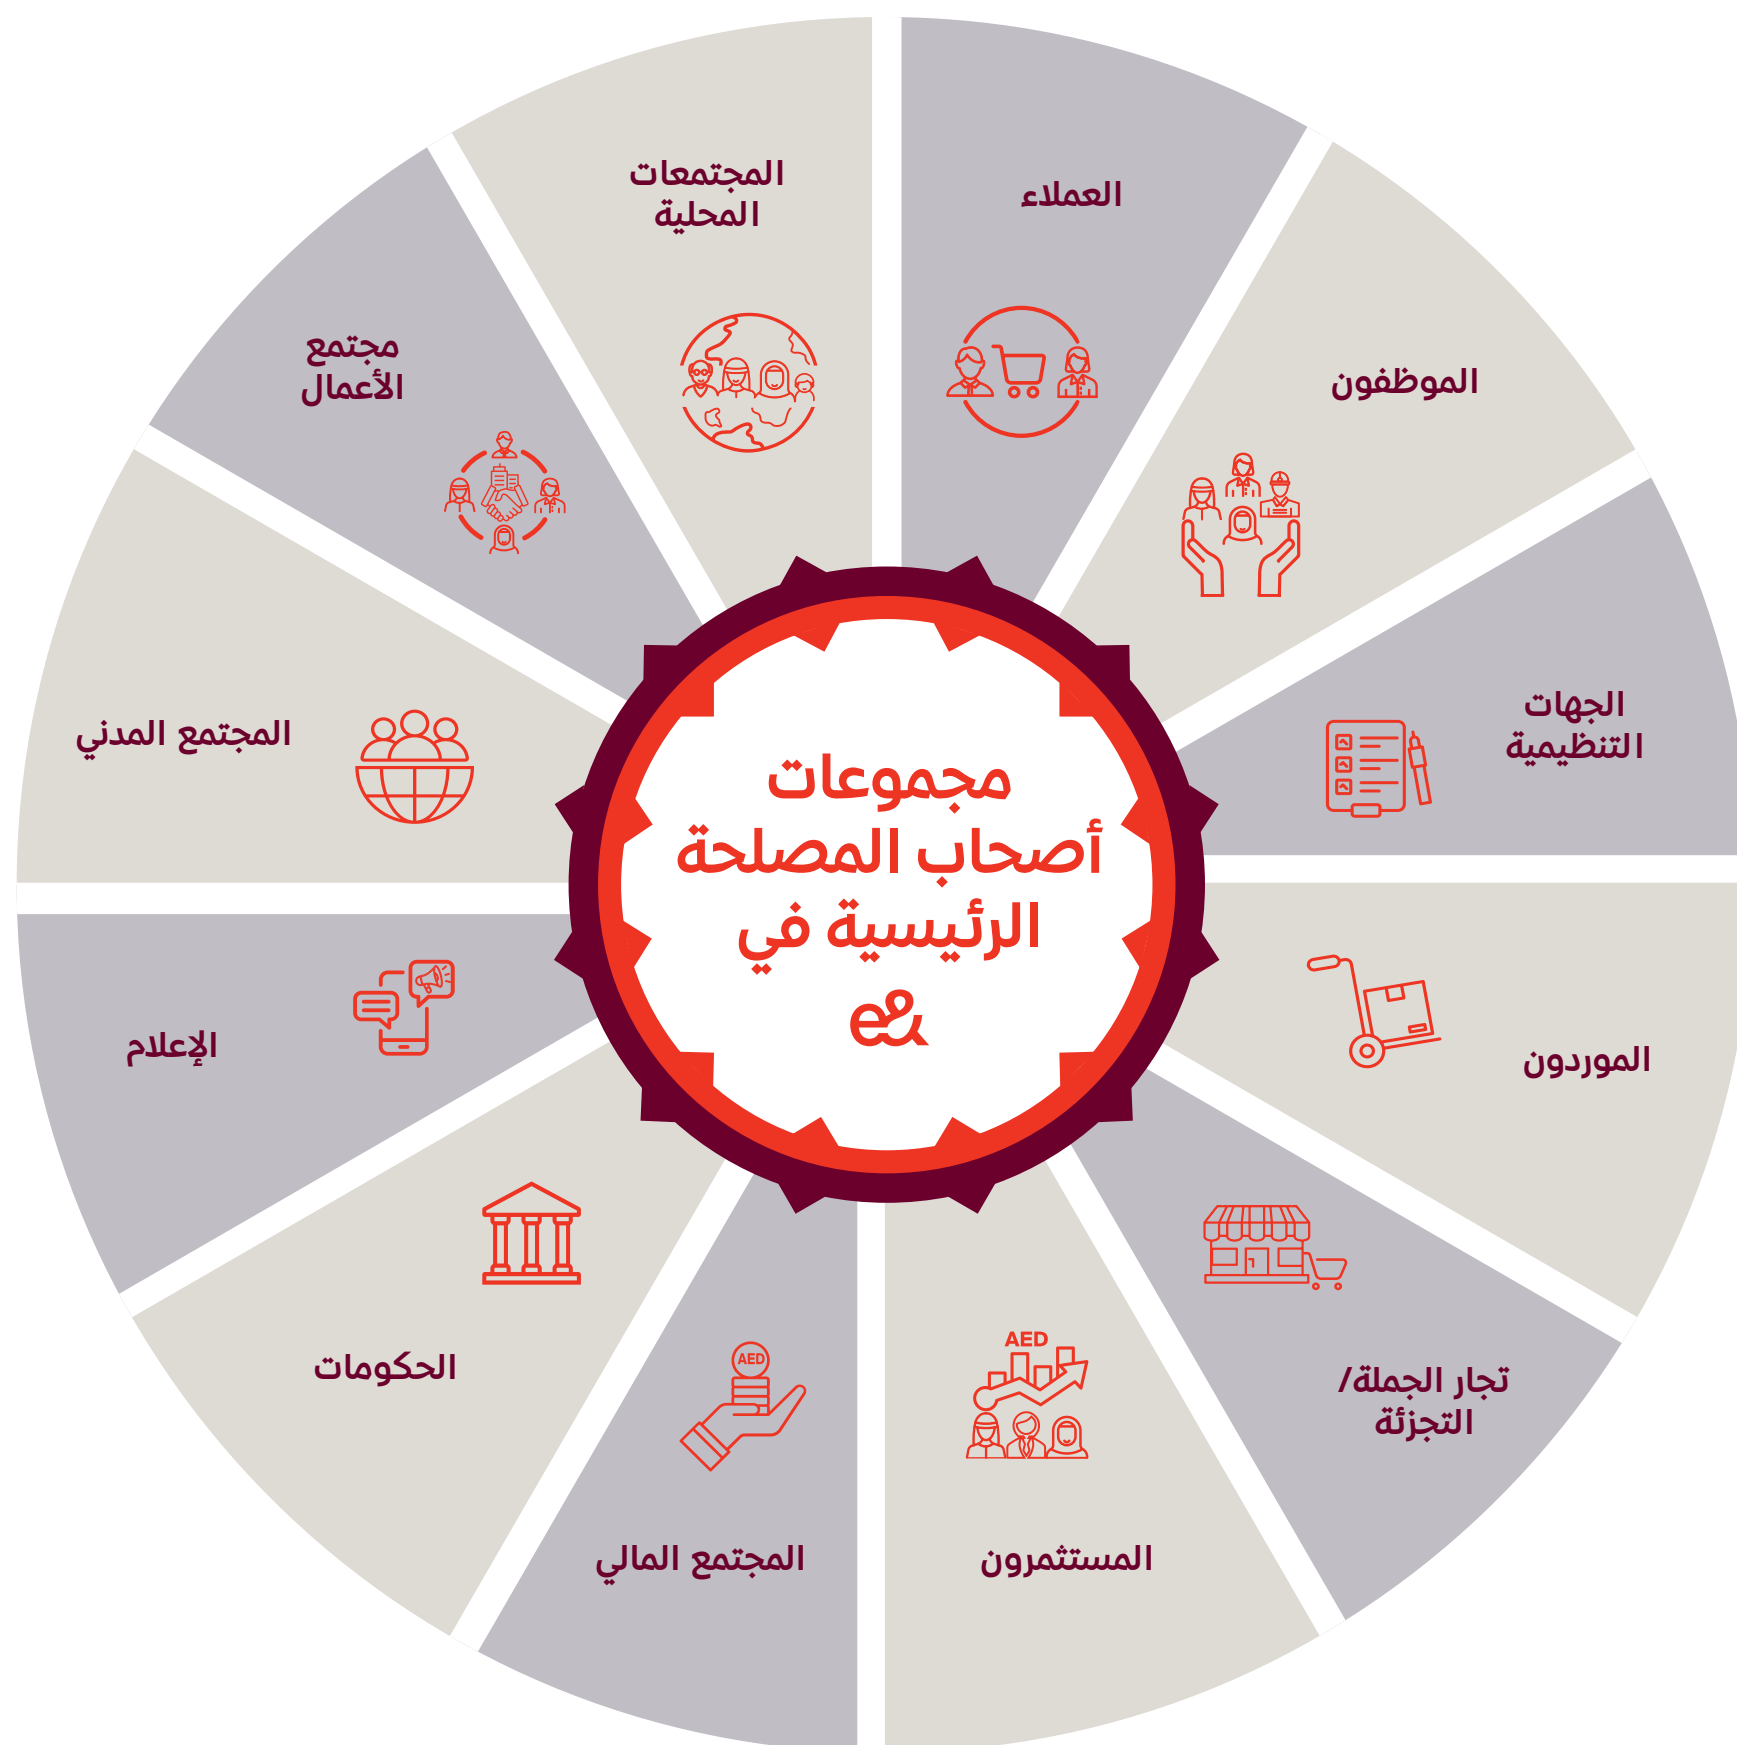 مجموعات
أصحاب المصلحة
الرئيسية في
e&
العملاء
الموظفون
الجهات
التنظيمية
الموردون
تجار الجملة/
التجزئة
AED
المستثمرون
AED
المجتمع المالي
الحكومات
الإعلام
المجتمع المدني
مجتمع
الأعمال
المجتمعات
المحلية